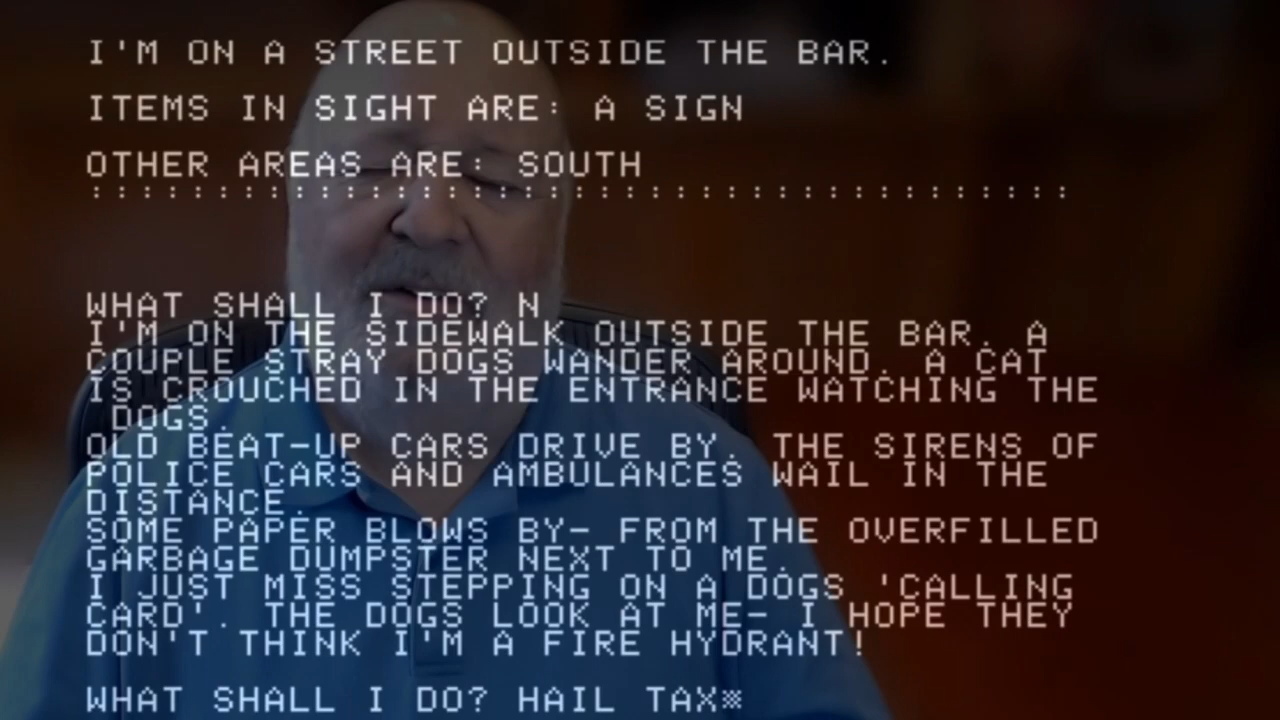 I'M ON A STREET OUTSIDE THE BAR.
ITEMS IN SIGHT ARE: A SIGN
OTHER AREAS ARE: SOUTH
:::::::::::::::::::::::::::::::::::::::
WHAT SHALL I DO? N
I'M ON THE SIDEWALK OUTSIDE THE BAR. A
COUPLE STRAY DOGS WANDER AROUND. A CAT
IS CROUCHED IN THE ENTRANCE WATCHING THE
DOGS.
OLD BEAT-UP CARS DRIVE BY. THE SIRENS OF
POLICE CARS AND AMBULANCES WAIL IN THE
DISTANCE.
SOME PAPER BLOWS BY- FROM THE OVERFILLED
GARBAGE DUMPSTER NEXT TO ME.
I JUST MISS STEPPING ON A DOGS 'CALLING
CARD'. THE DOGS LOOK AT ME- I HOPE THEY
DON'T THINK I'M A FIRE HYDRANT!
WHAT SHALL I DO? HAIL TAX